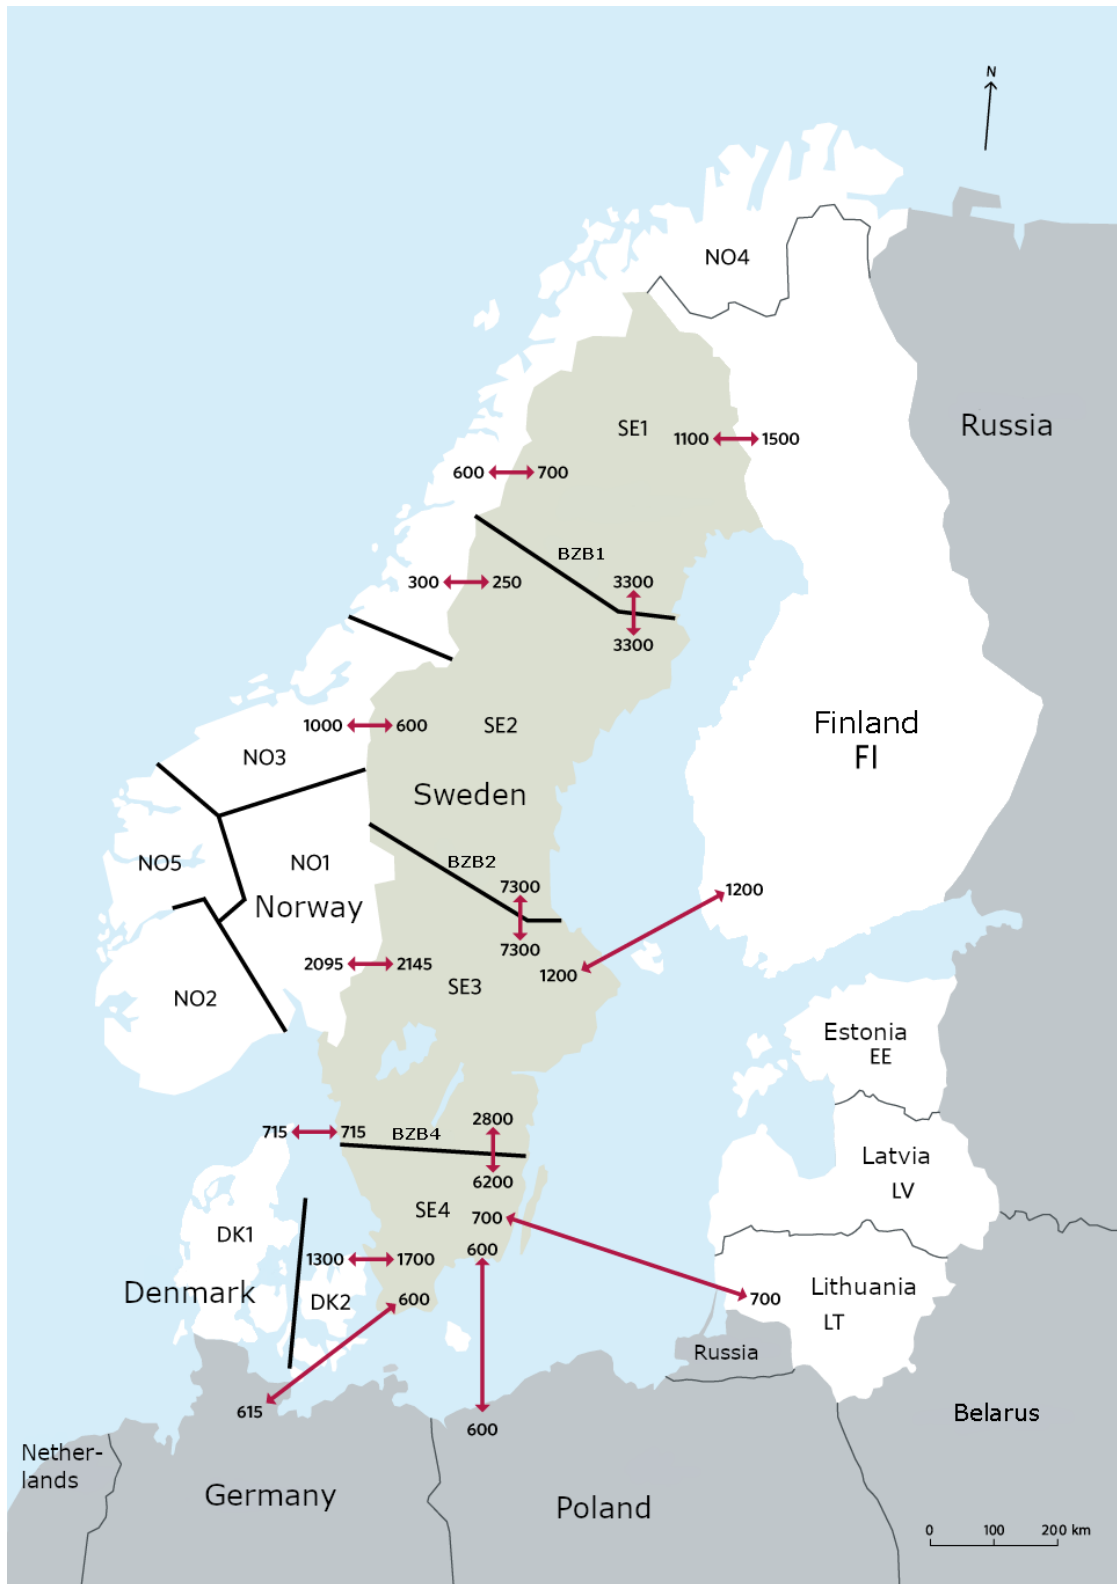 N
NO4
Russia
SE1
1100
1500
600
700
BZB1
300
250
3300
3300
1000
600
SE2
Finland
FI
NO3
Sweden
NO5
NO1
BZB2
7300
1200
Norway
7300
2095
2145
1200
SE3
NO2
Estonia
EE
2800
715
715
BZB4
Latvia
LV
6200
SE4
700
DK1
600
1300
1700
Denmark
DK2
600
Lithuania
700
LT
Russia
615
600
Belarus
Nether-
lands
Germany
Poland
0 100 200 km